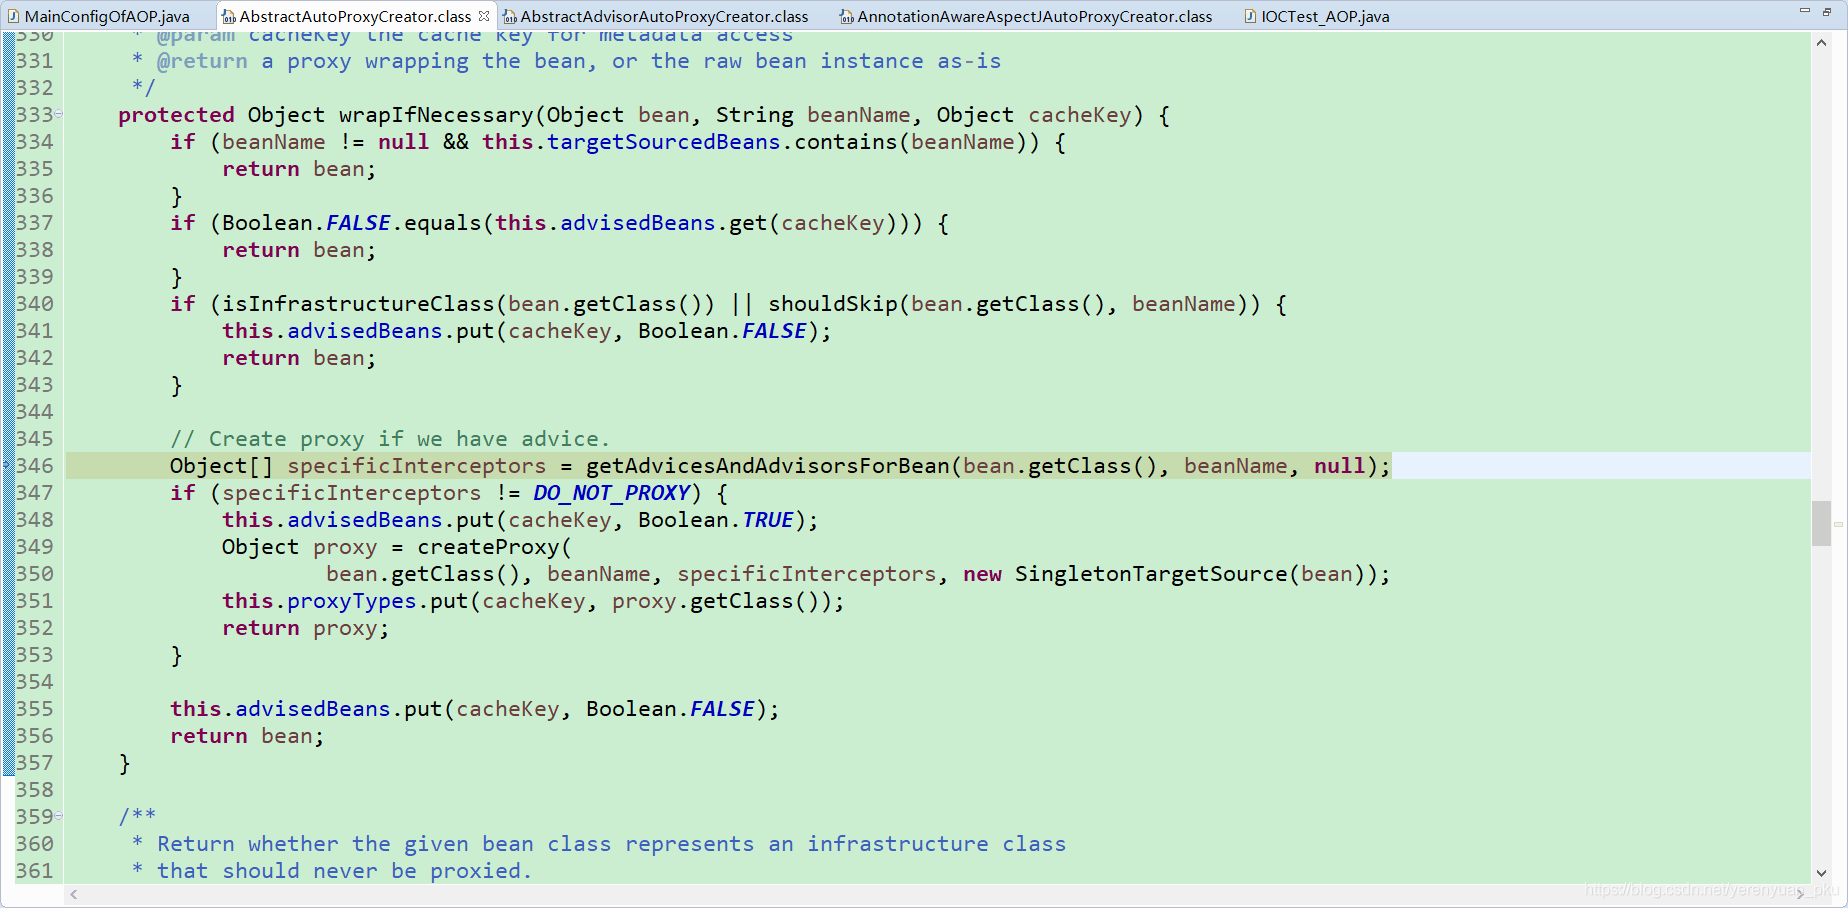 MainConfigOfAOP.java AbstractAutoProxyCreator.class AbstractAdvisorAutoProxyCreator.class AnnotationAwareAspectJAutoProxyCreator.class IOCTest_AOP.java
330 * @param cacheKey the cache key for metadata access
331 * @return a proxy wrapping the bean, or the raw bean instance as-is
332 */
333 protected Object wrapIfNecessary(Object bean, String beanName, Object cacheKey) {
334 if (beanName != null && this.targetSourcedBeans.contains(beanName)) {
335 return bean;
336 }
337 if (Boolean.FALSE.equals(this.advisedBeans.get(cacheKey))) {
338 return bean;
339 }
340 if (isInfrastructureClass(bean.getClass()) || shouldSkip(bean.getClass(), beanName)) {
341 this.advisedBeans.put(cacheKey, Boolean.FALSE);
342 return bean;
343 }
344
345 // Create proxy if we have advice.
346 Object[] specificInterceptors = getAdvicesAndAdvisorsForBean(bean.getClass(), beanName, null);
347 if (specificInterceptors != DO_NOT_PROXY) {
348 this.advisedBeans.put(cacheKey, Boolean.TRUE);
349 Object proxy = createProxy(
350 bean.getClass(), beanName, specificInterceptors, new SingletonTargetSource(bean));
351 this.proxyTypes.put(cacheKey, proxy.getClass());
352 return proxy;
353 }
354
355 this.advisedBeans.put(cacheKey, Boolean.FALSE);
356 return bean;
357 }
358
359 /**
360 * Return whether the given bean class represents an infrastructure class
361 * that should never be proxied.
https://blog.csdn.net/yerenyuan_pku